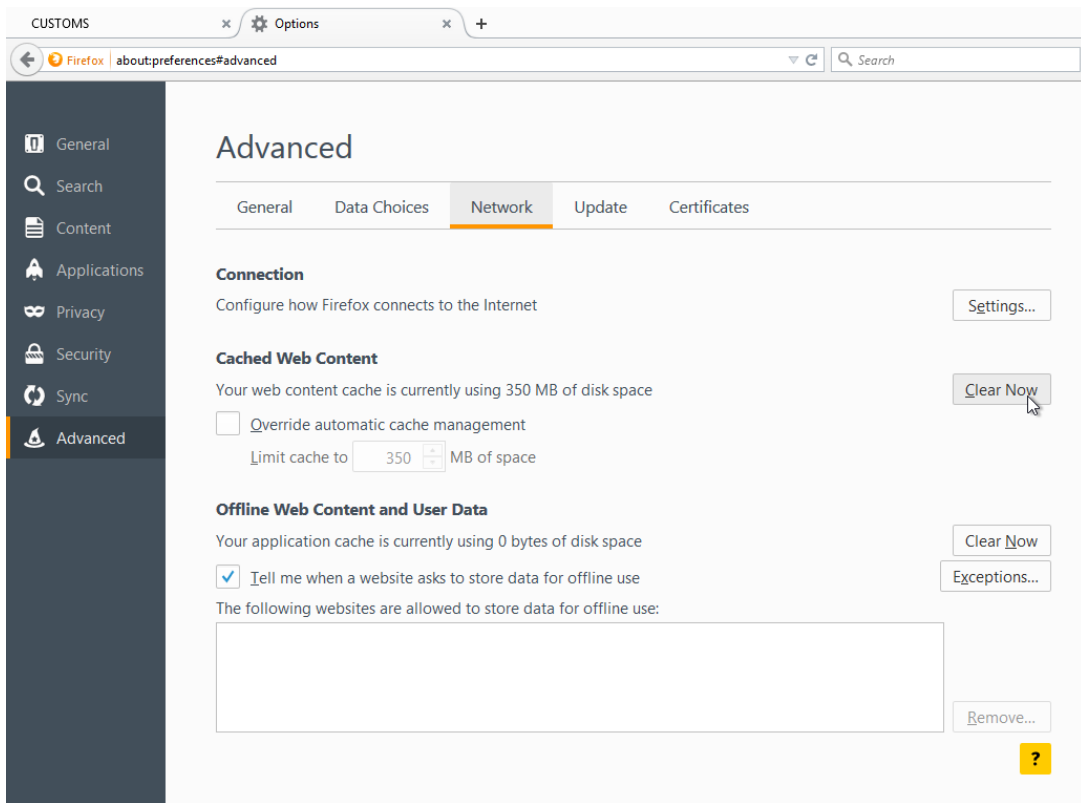 CUSTOMS × Options × +
Firefox about:preferences#advanced Search
General
Search
Content
Applications
Privacy
Security
Sync
Advanced
Advanced
General Data Choices Network Update Certificates
Connection
Configure how Firefox connects to the Internet Settings...
Cached Web Content
Your web content cache is currently using 350 MB of disk space Clear Now
Override automatic cache management
Limit cache to 350 MB of space
Offline Web Content and User Data
Your application cache is currently using 0 bytes of disk space Clear Now
Tell me when a website asks to store data for offline use Exceptions...
The following websites are allowed to store data for offline use:
Remove...
?